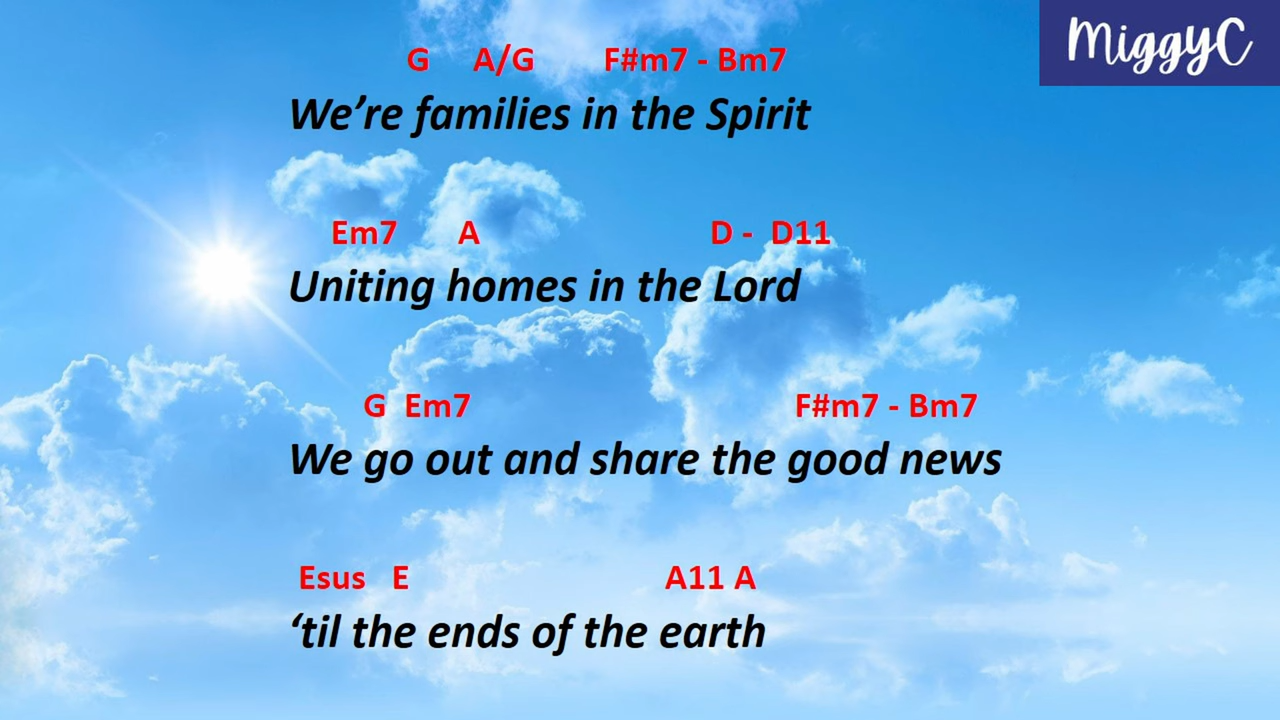 MiggyC
G A/G F#m7 - Bm7
We’re families in the Spirit
Em7 A D - D11
Uniting homes in the Lord
G Em7 F#m7 - Bm7
We go out and share the good news
Esus E A11 A
‘til the ends of the earth